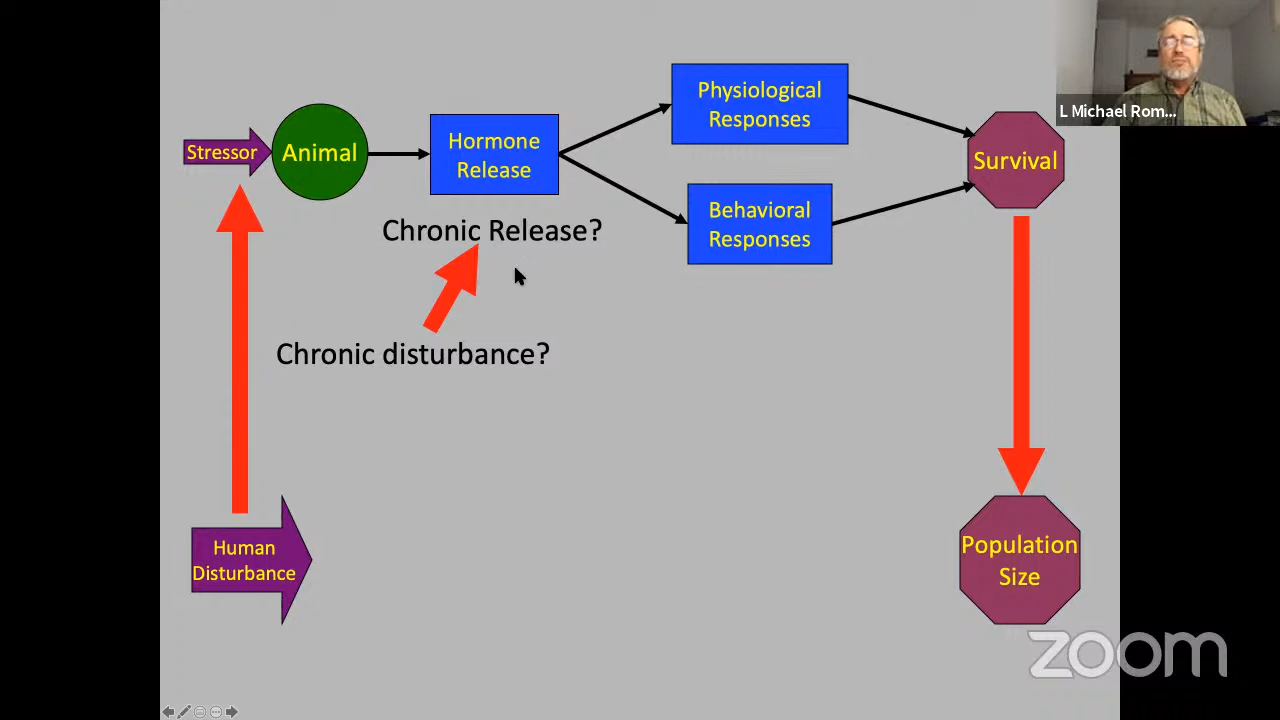 L Michael Rom...
Physiological
Responses
Hormone
Release
Stressor
Animal
Survival
Behavioral
Responses
Chronic Release?
Chronic disturbance?
Human
Disturbance
Population
Size
zoom